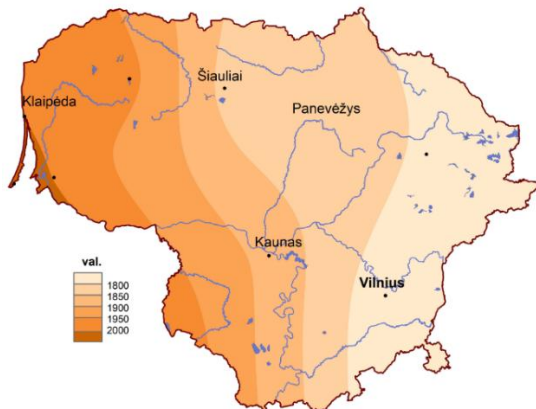 Šiauliai
Klaipėda
Panevėžys
Kaunas
Vilnius
val.
1800
1850
1900
1950
2000